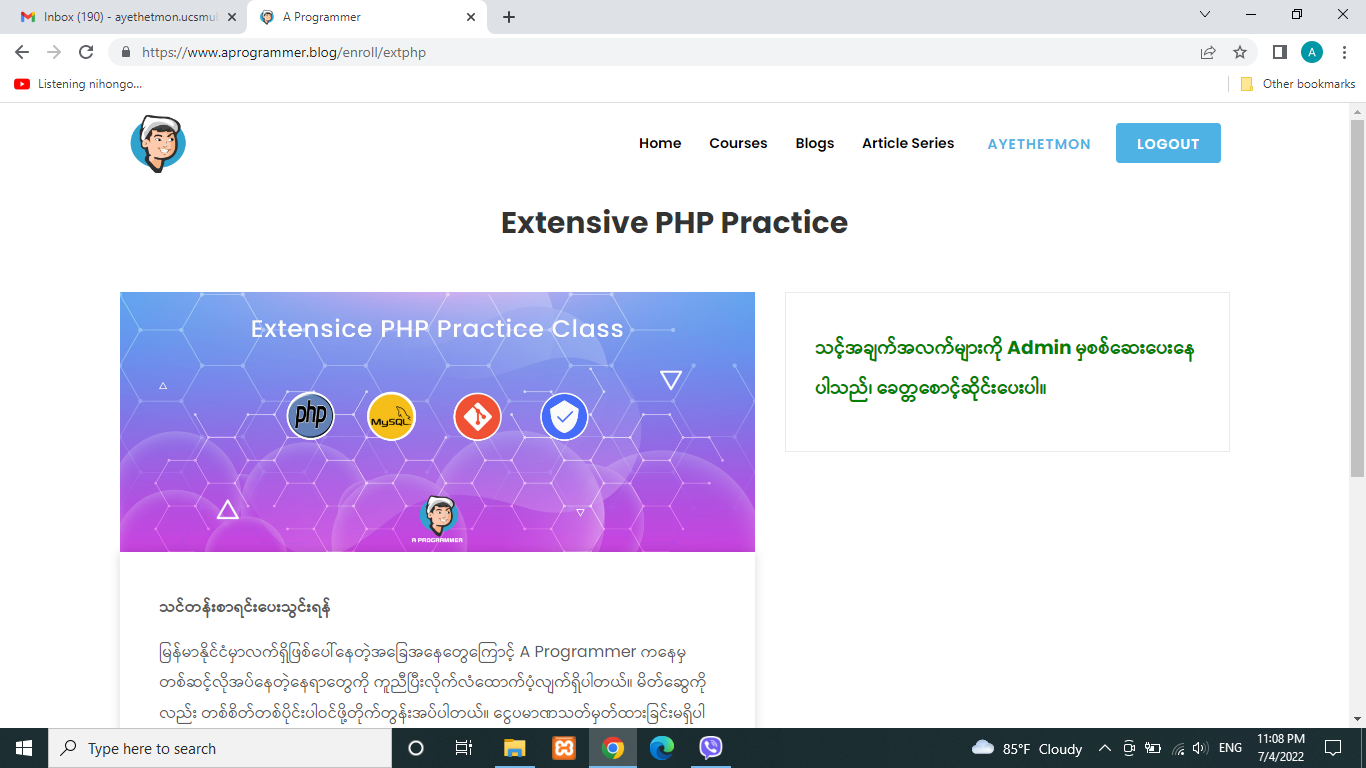 Inbox (190) - ayethetmon.ucsmu
A Programmer
https://www.aprogrammer.blog/enroll/extphp
A
Listening nihongo...
Other bookmarks
Home
Courses
Blogs
Article Series
AYETHETMON
LOGOUT
Extensive PHP Practice
Extensice PHP Practice Class
php
MySQL
A PROGRAMMER
သင့်အချက်အလက်များကို Admin မှစစ်ဆေးပေးနေ
ပါသည်၊ ခေတ္တစောင့်ဆိုင်းပေးပါ။
သင်တန်းစာရင်းပေးသွင်းရန်
မြန်မာနိုင်ငံမှာလက်ရှိဖြစ်ပေါ်နေတဲ့အခြေအနေတွေကြောင့် A Programmer ကနေမှ
တစ်ဆင့်လိုအပ်နေတဲ့နေရာတွေကို ကူညီပြီးလိုက်လံထောက်ပံ့လျက်ရှိပါတယ်။ မိတ်ဆွေကို
လည်း တစ်စိတ်တစ်ပိုင်းပါဝင်ဖို့တိုက်တွန်းအပ်ပါတယ်။ ငွေပမာဏသတ်မှတ်ထားခြင်းမရှိပါ
Type here to search
85°F Cloudy
ENG
11:08 PM
7/4/2022